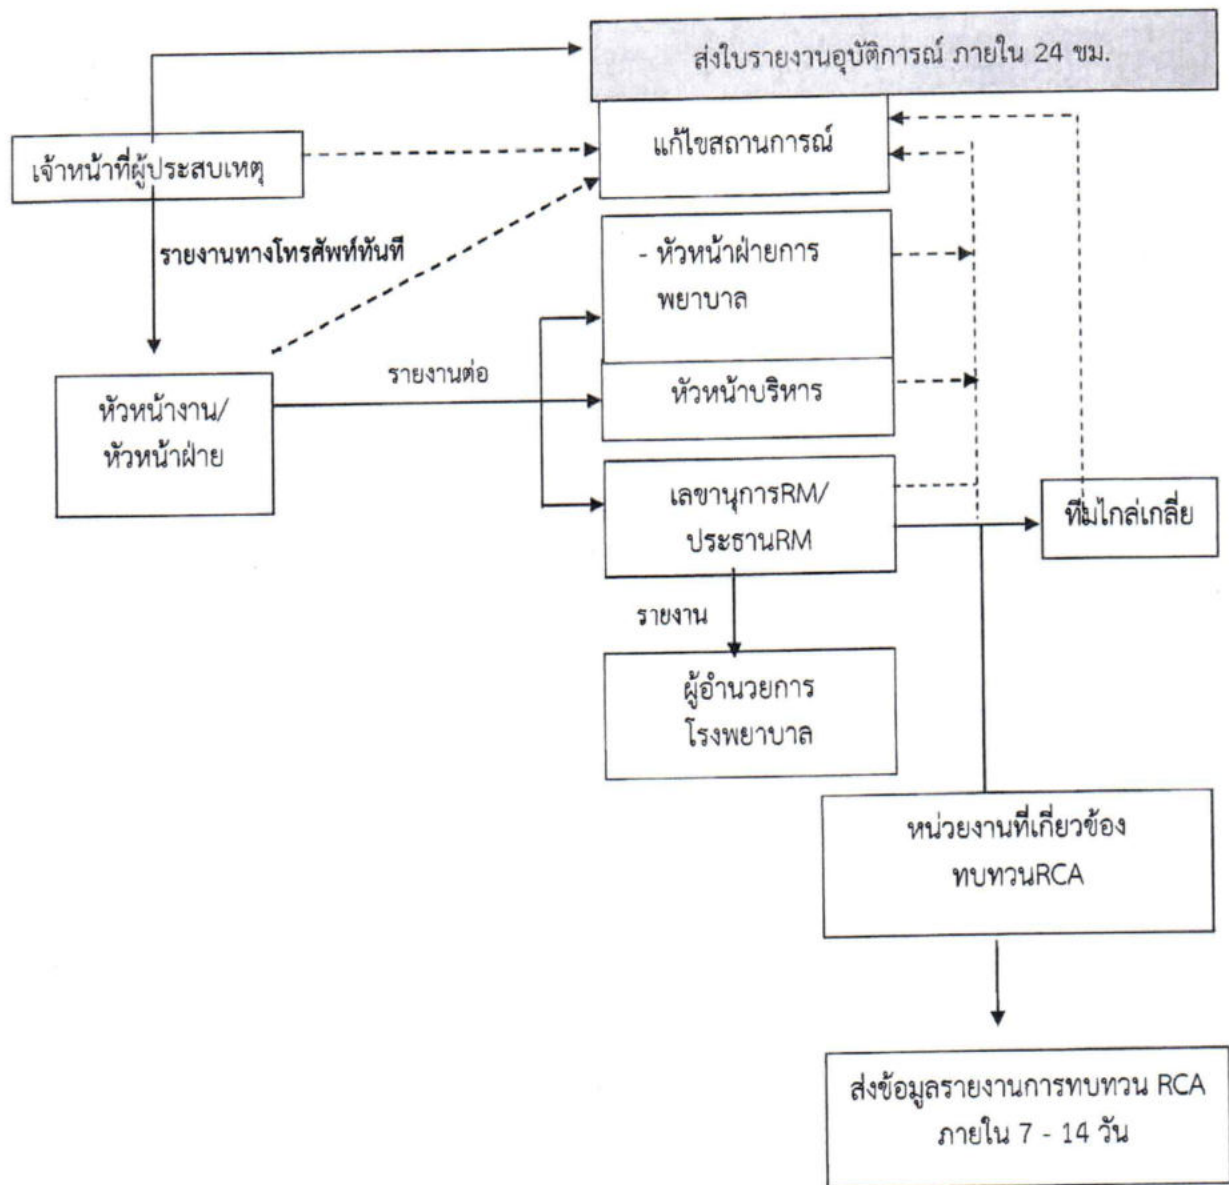 ส่งใบรายงานอุบัติการณ์ ภายใน 24 ชม.
แก้ไขสถานการณ์
เจ้าหน้าที่ผู้ประสบเหตุ
รายงานทางโทรศัพท์ทันที
- หัวหน้าฝ่ายการ
พยาบาล
รายงานต่อ
หัวหน้างาน/
หัวหน้าฝ่าย
หัวหน้าบริหาร
เลขานุการRM/
ประธานRM
ทีมไกล่เกลี่ย
รายงาน
ผู้อำนวยการ
โรงพยาบาล
หน่วยงานที่เกี่ยวข้อง
ทบทวนRCA
ส่งข้อมูลรายงานการทบทวน RCA
ภายใน 7 - 14 วัน